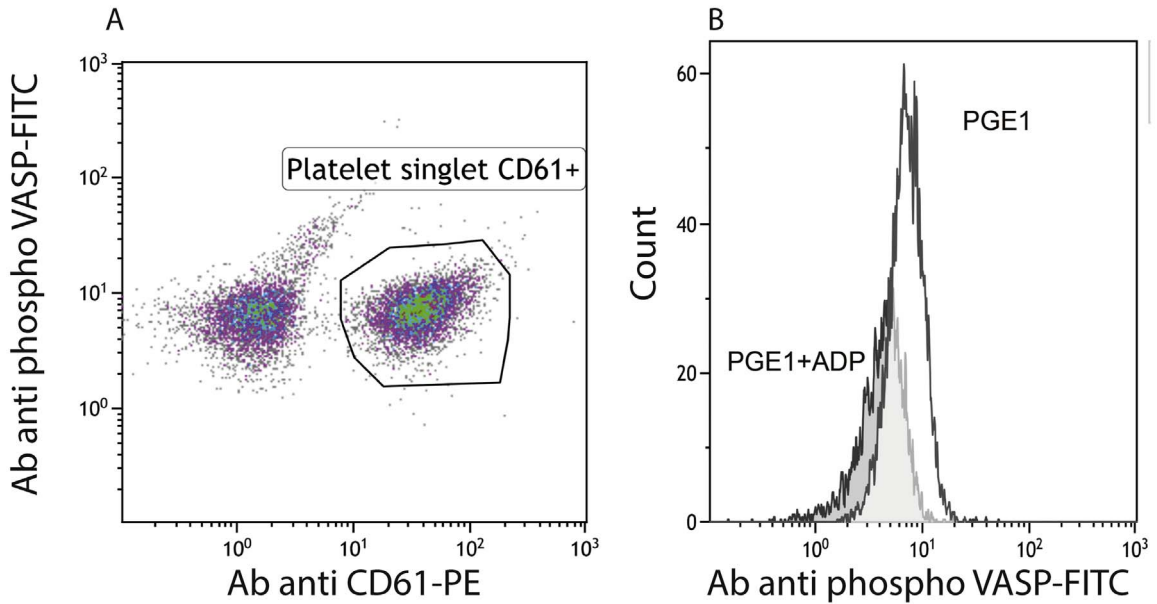 A
Ab anti phospho VASP-FITC
10³
10²
10¹
10⁰
Platelet singlet CD61+
10⁰ 10¹ 10² 10³
Ab anti CD61-PE
B
Count
60
40
20
0
PGE1
PGE1+ADP
10⁰ 10¹ 10² 10³
Ab anti phospho VASP-FITC